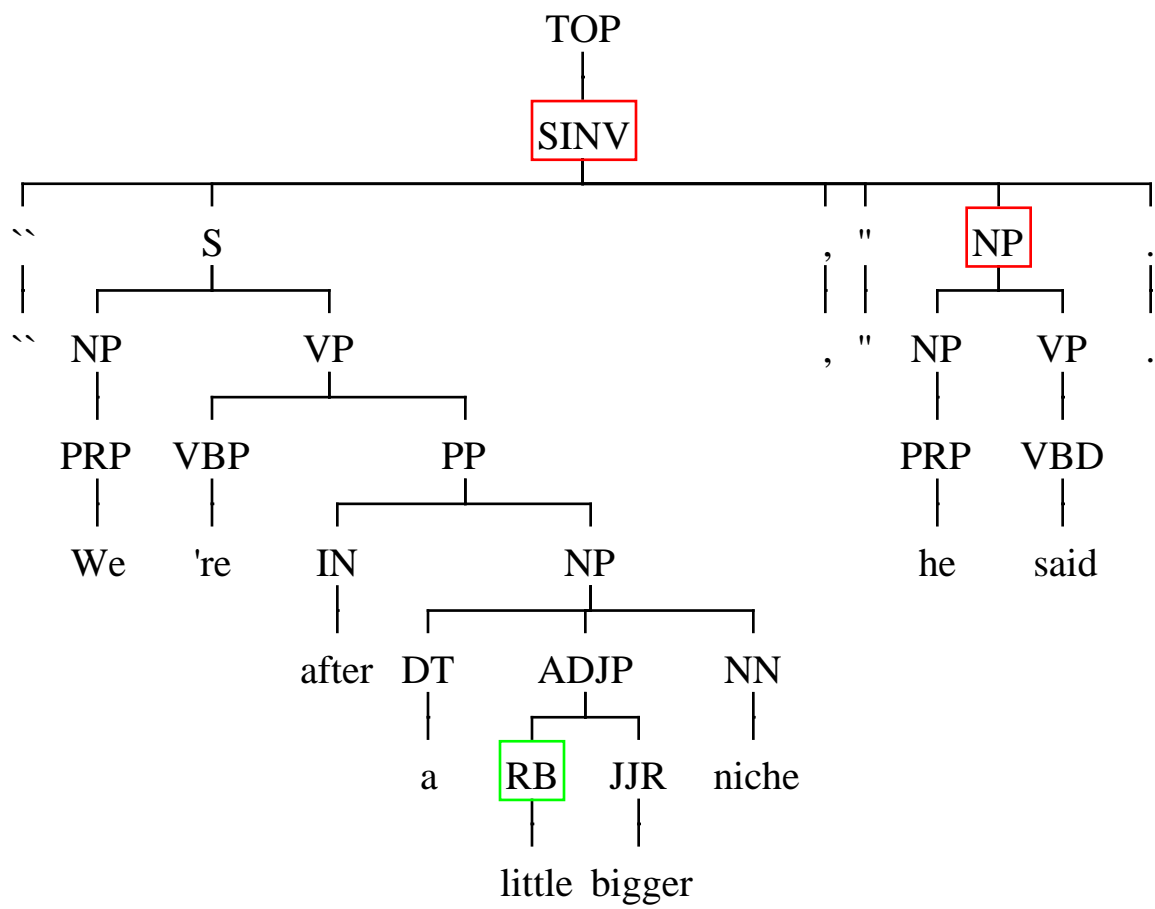 TOP
SINV
`` S , " NP .
`` NP VP , " NP VP .
PRP VBP PP PRP VBD
We 're IN NP he said
after DT ADJP NN
a RB JJR niche
little bigger